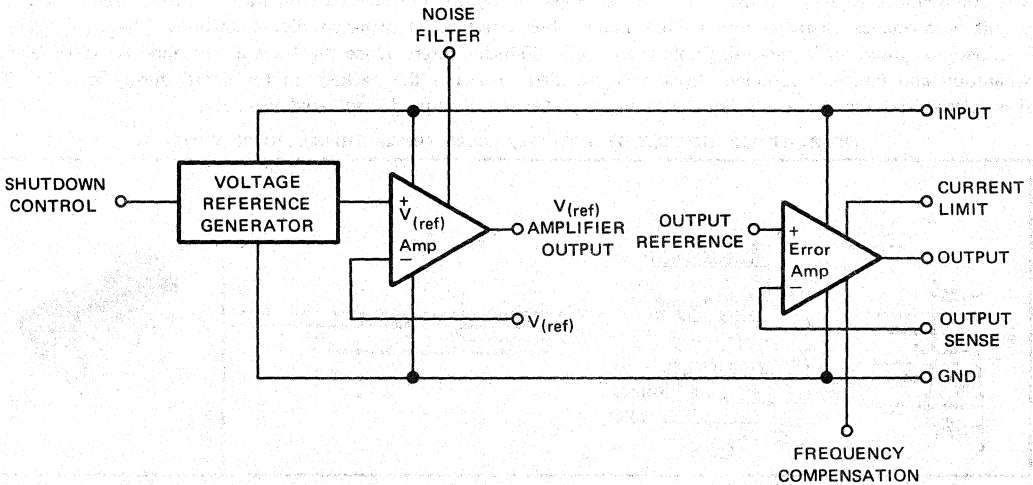 NOISE
FILTER
INPUT
SHUTDOWN
CONTROL
VOLTAGE
REFERENCE
GENERATOR
+
V(ref)
Amp
−
V(ref)
AMPLIFIER
OUTPUT
V(ref)
OUTPUT
REFERENCE
+
Error
Amp
−
CURRENT
LIMIT
OUTPUT
OUTPUT
SENSE
GND
FREQUENCY
COMPENSATION